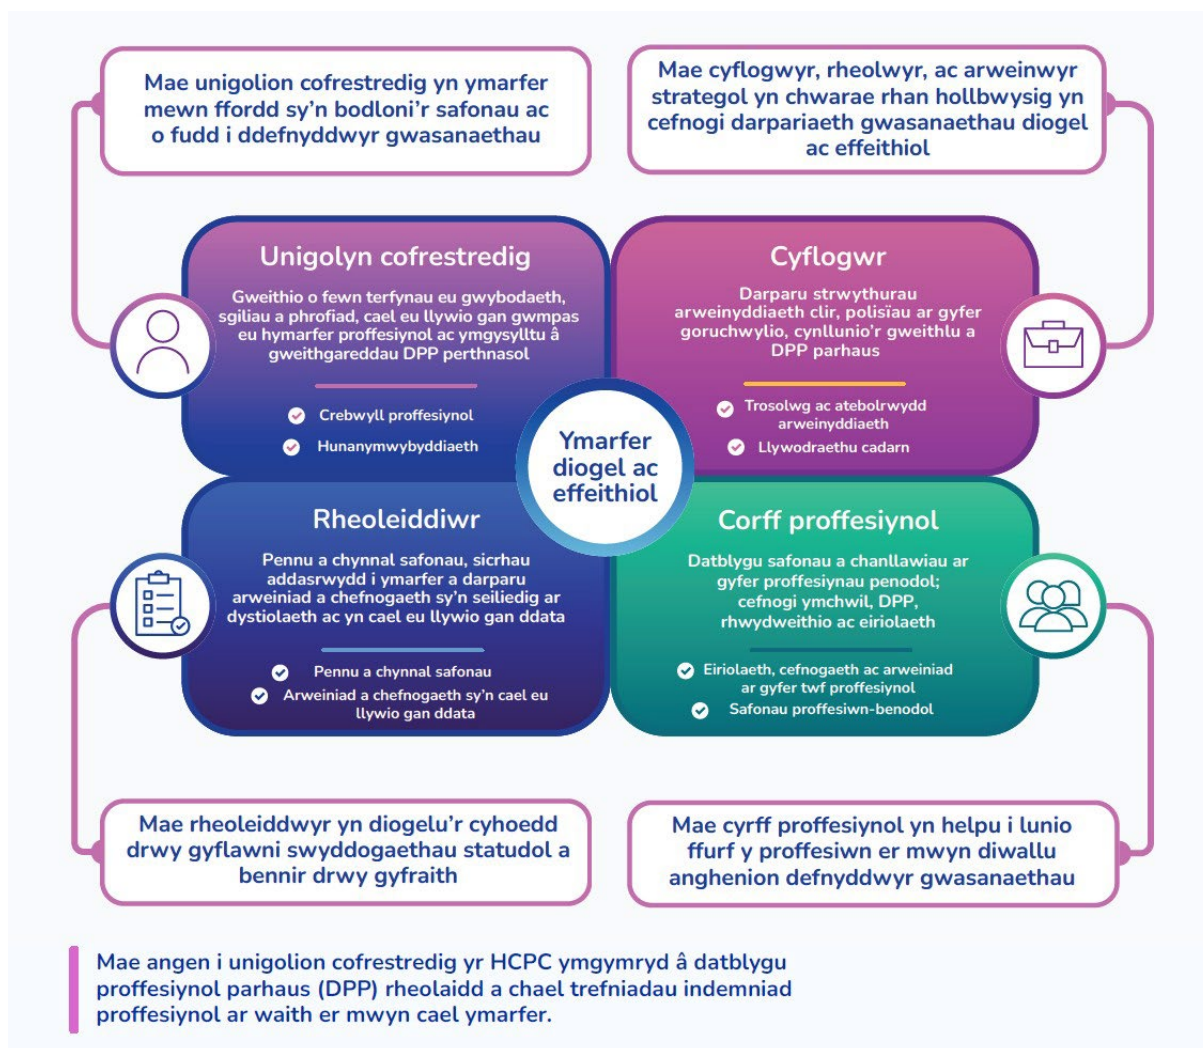 Mae unigolion cofrestredig yn ymarfer
mewn ffordd sy'n bodloni'r safonau ac
o fudd i ddefnyddwyr gwasanaethau
Mae cyflogwyr, rheolwyr, ac arweinwyr
strategol yn chwarae rhan hollbwysig yn
cefnogi darpariaeth gwasanaethau diogel
ac effeithiol
Unigolyn cofrestredig
Gweithio o fewn terfynau eu gwybodaeth,
sgiliau a phrofiad, cael eu llywio gan gwmpas
eu hymarfer proffesiynol ac ymgysylltu â
gweithgareddau DPP perthnasol
Crebwyll proffesiynol
Hunanymwybyddiaeth
Cyflogwr
Darparu strwythurau
arweinyddiaeth clir, polisïau ar gyfer
goruchwylio, cynllunio'r gweithlu a
DPP parhaus
Trosolwg ac atebolrwydd
arweinyddiaeth
Llywodraethu cadarn
Ymarfer
diogel ac
effeithiol
Rheoleiddiwr
Pennu a chynnal safonau, sicrhau
addasrwydd i ymarfer a darparu
arweiniad a chefnogaeth sy'n seiliedig ar
dystiolaeth ac yn cael eu llywio gan ddata
Pennu a chynnal safonau
Arweiniad a chefnogaeth sy'n cael eu
llywio gan ddata
Corff proffesiynol
Datblygu safonau a chanllawiau ar
gyfer proffesiynau penodol;
cefnogi ymchwil, DPP,
rhwydweithio ac eiriolaeth
Eiriolaeth, cefnogaeth ac arweiniad
ar gyfer twf proffesiynol
Safonau proffesiwn-benodol
Mae rheoleiddwyr yn diogelu'r cyhoedd
drwy gyflawni swyddogaethau statudol a
bennir drwy gyfraith
Mae cyrff proffesiynol yn helpu i lunio
ffurf y proffesiwn er mwyn diwallu
anghenion defnyddwyr gwasanaethau
Mae angen i unigolion cofrestredig yr HCPC ymgymryd â datblygu
proffesiynol parhaus (DPP) rheolaidd a chael trefniadau indemniad
proffesiynol ar waith er mwyn cael ymarfer.